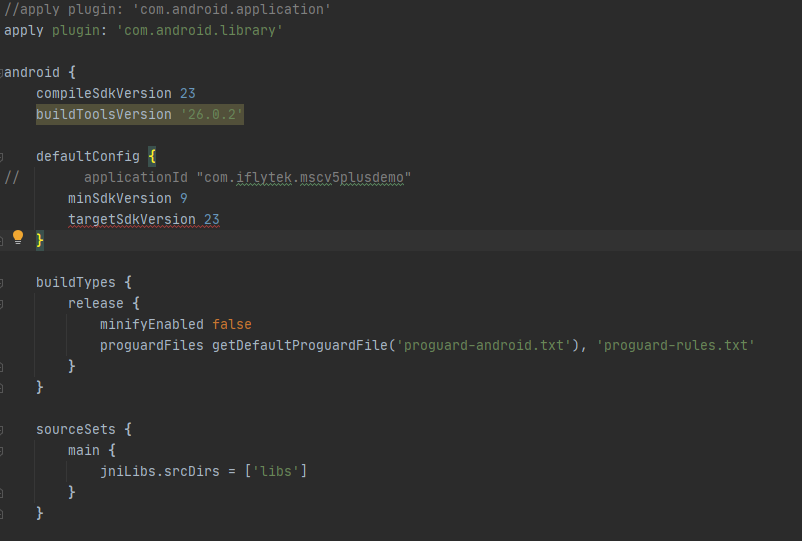 //apply plugin: 'com.android.application'
apply plugin: 'com.android.library'
android {
compileSdkVersion 23
buildToolsVersion '26.0.2'
defaultConfig {
// applicationId "com.iflytek.mscv5plusdemo"
minSdkVersion 9
targetSdkVersion 23
}
buildTypes {
release {
minifyEnabled false
proguardFiles getDefaultProguardFile('proguard-android.txt'), 'proguard-rules.txt'
}
}
sourceSets {
main {
jniLibs.srcDirs = ['libs']
}
}